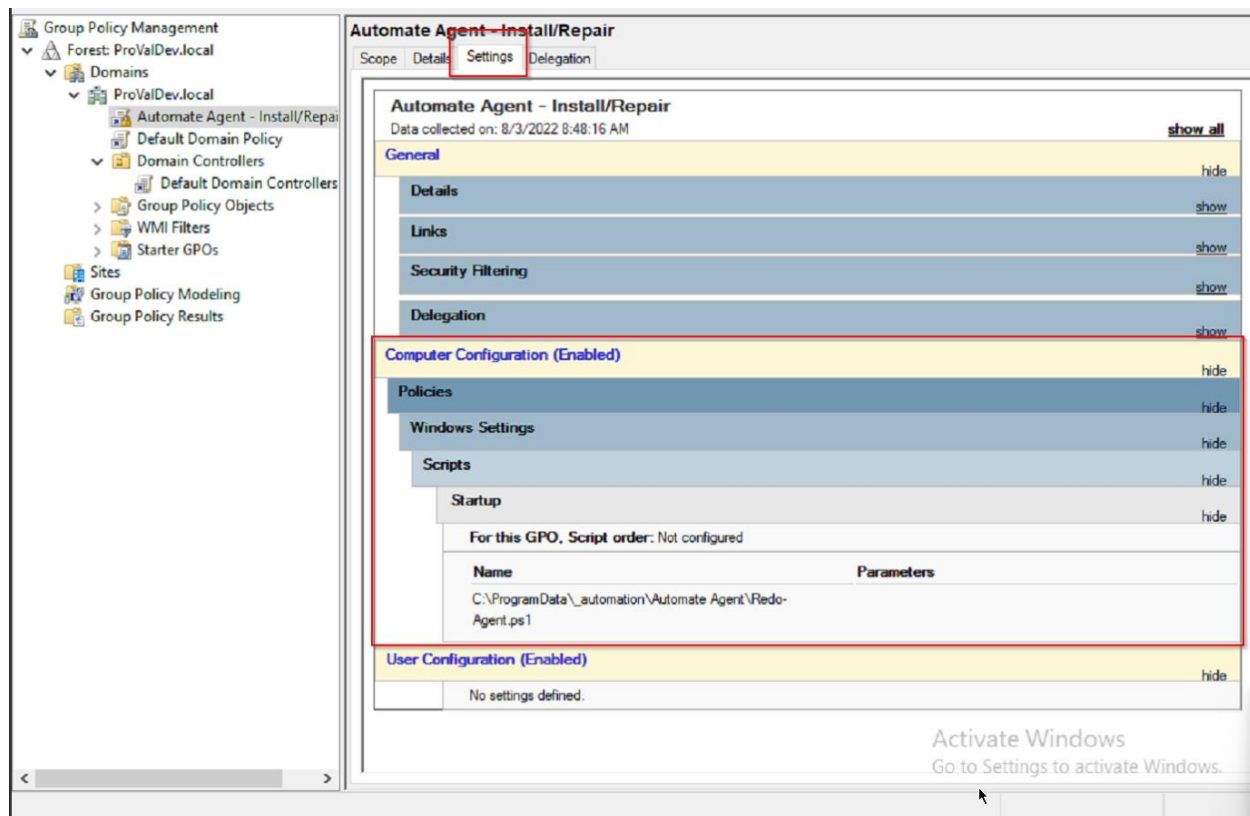 Group Policy Management
Forest: ProValDev.local
Domains
ProValDev.local
Automate Agent - Install/Repai
Default Domain Policy
Domain Controllers
Default Domain Controllers
Group Policy Objects
WMI Filters
Starter GPOs
Sites
Group Policy Modeling
Group Policy Results
Automate Agent - Install/Repair
Scope Details Settings Delegation
Automate Agent - Install/Repair
Data collected on: 8/3/2022 8:48:16 AM show all
General
hide
Details
show
Links
show
Security Filtering
show
Delegation
show
Computer Configuration (Enabled)
hide
Policies
hide
Windows Settings
hide
Scripts
hide
Startup
hide
For this GPO, Script order: Not configured
Name Parameters
C:\ProgramData\_automation\Automate Agent\Redo-
Agent.ps1
User Configuration (Enabled)
hide
No settings defined.
Activate Windows
Go to Settings to activate Windows.